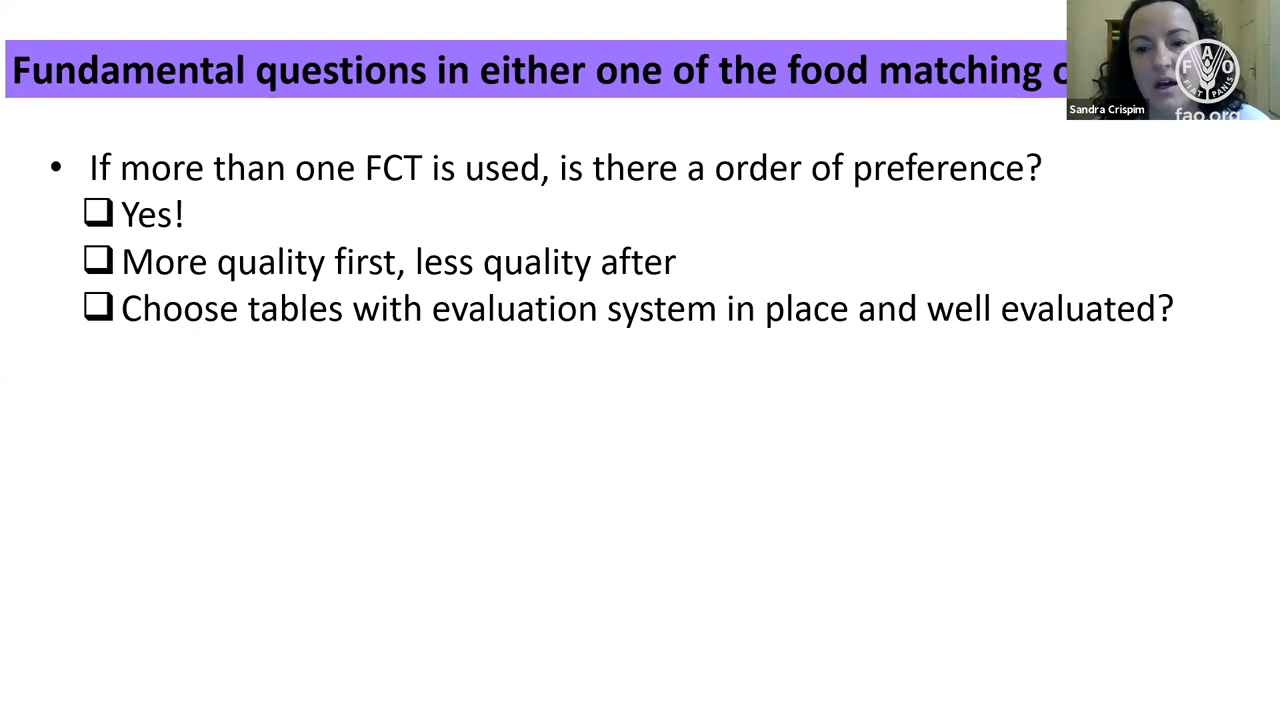 Fundamental questions in either one of the food matching
• If more than one FCT is used, is there a order of preference?
❑ Yes!
❑ More quality first, less quality after
❑ Choose tables with evaluation system in place and well evaluated?
Sandra Crispim
F A O
FIAT PANIS
fao.org